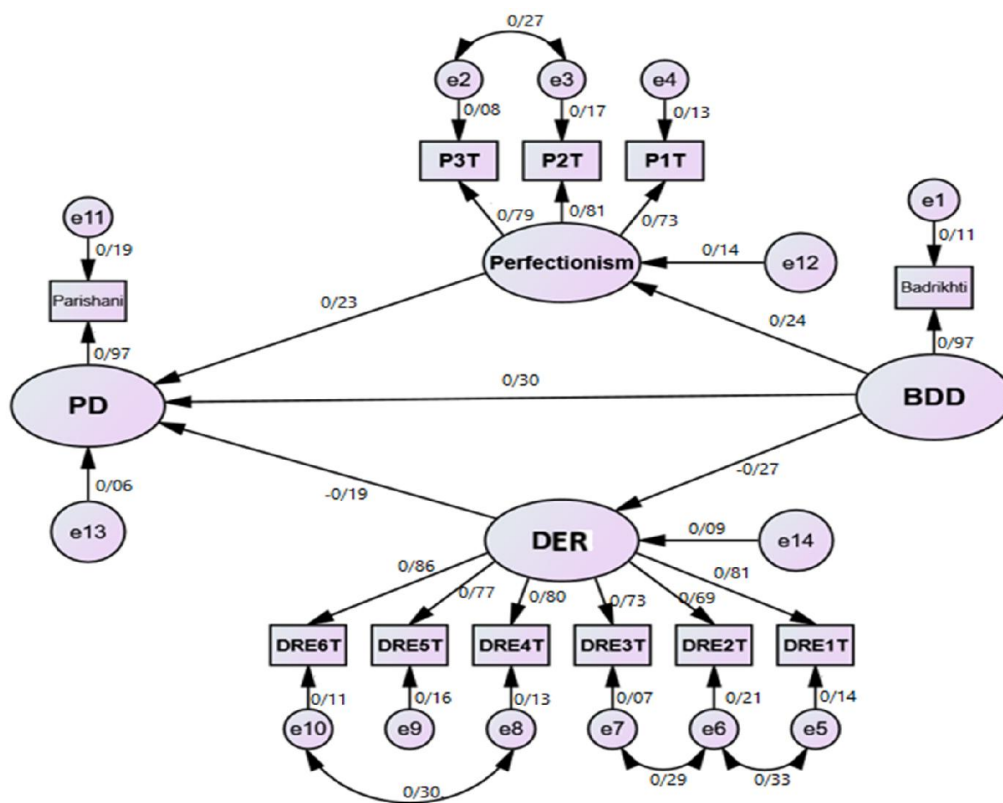 0/27
e2
e3
e4
0/08
0/17
0/13
P3T
P2T
P1T
e11
e1
0/79
0/81
0/73
0/19
0/11
Perfectionism
0/14
e12
Parishani
Badrikhti
0/23
0/24
0/97
0/97
0/30
PD
BDD
-0/19
-0/27
0/06
e13
DER
0/09
e14
0/86
0/77
0/80
0/73
0/69
0/81
DRE6T
DRE5T
DRE4T
DRE3T
DRE2T
DRE1T
0/11
0/16
0/13
0/07
0/21
0/14
e10
e9
e8
e7
e6
e5
0/30
0/29
0/33